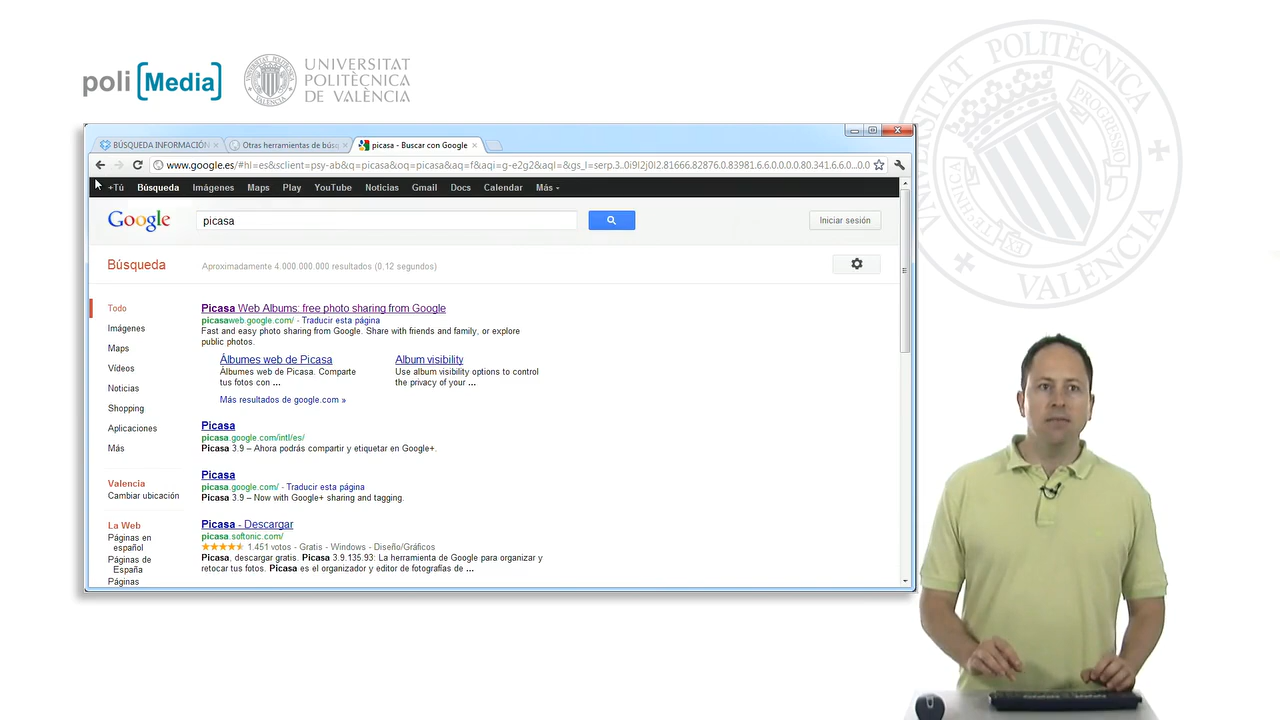 poli [Media]
UNIVERSITAT
POLITÈCNICA
DE VALÈNCIA
UNIVERSITAT POLITÈCNICA
VALÈNCIA
PROGRESSIO
BÚSQUEDA INFORMACIÓN
Otras herramientas de búsq
picasa - Buscar con Google
www.google.es/#hl=es&sclient=psy-ab&q=picasa&oq=picasa&aq=f&aqi=g-e2g2&aql=&gs_l=serp.3..0i9l2j0l2.81666.82876.0.83981.6.6.0.0.0.0.80.341.6.6.0...0.0
+Tú Búsqueda Imágenes Maps Play YouTube Noticias Gmail Docs Calendar Más
Google
picasa
Iniciar sesión
Búsqueda
Aproximadamente 4.000.000.000 resultados (0,12 segundos)
Todo
Imágenes
Maps
Vídeos
Noticias
Shopping
Aplicaciones
Más
Valencia
Cambiar ubicación
La Web
Páginas en
español
Páginas de
España
Páginas
Picasa Web Albums: free photo sharing from Google
picasaweb.google.com/ - Traducir esta página
Fast and easy photo sharing from Google. Share with friends and family, or explore
public photos.
Álbumes web de Picasa
Álbumes web de Picasa. Comparte
tus fotos con ...
Album visibility
Use album visibility options to control
the privacy of your ...
Más resultados de google.com »
Picasa
picasa.google.com/intl/es/
Picasa 3.9 – Ahora podrás compartir y etiquetar en Google+.
Picasa
picasa.google.com/ - Traducir esta página
Picasa 3.9 – Now with Google+ sharing and tagging.
Picasa - Descargar
picasa.softonic.com/
1.451 votos - Gratis - Windows - Diseño/Gráficos
Picasa, descargar gratis. Picasa 3.9.135.93: La herramienta de Google para organizar y
retocar tus fotos. Picasa es el organizador y editor de fotografías de ...